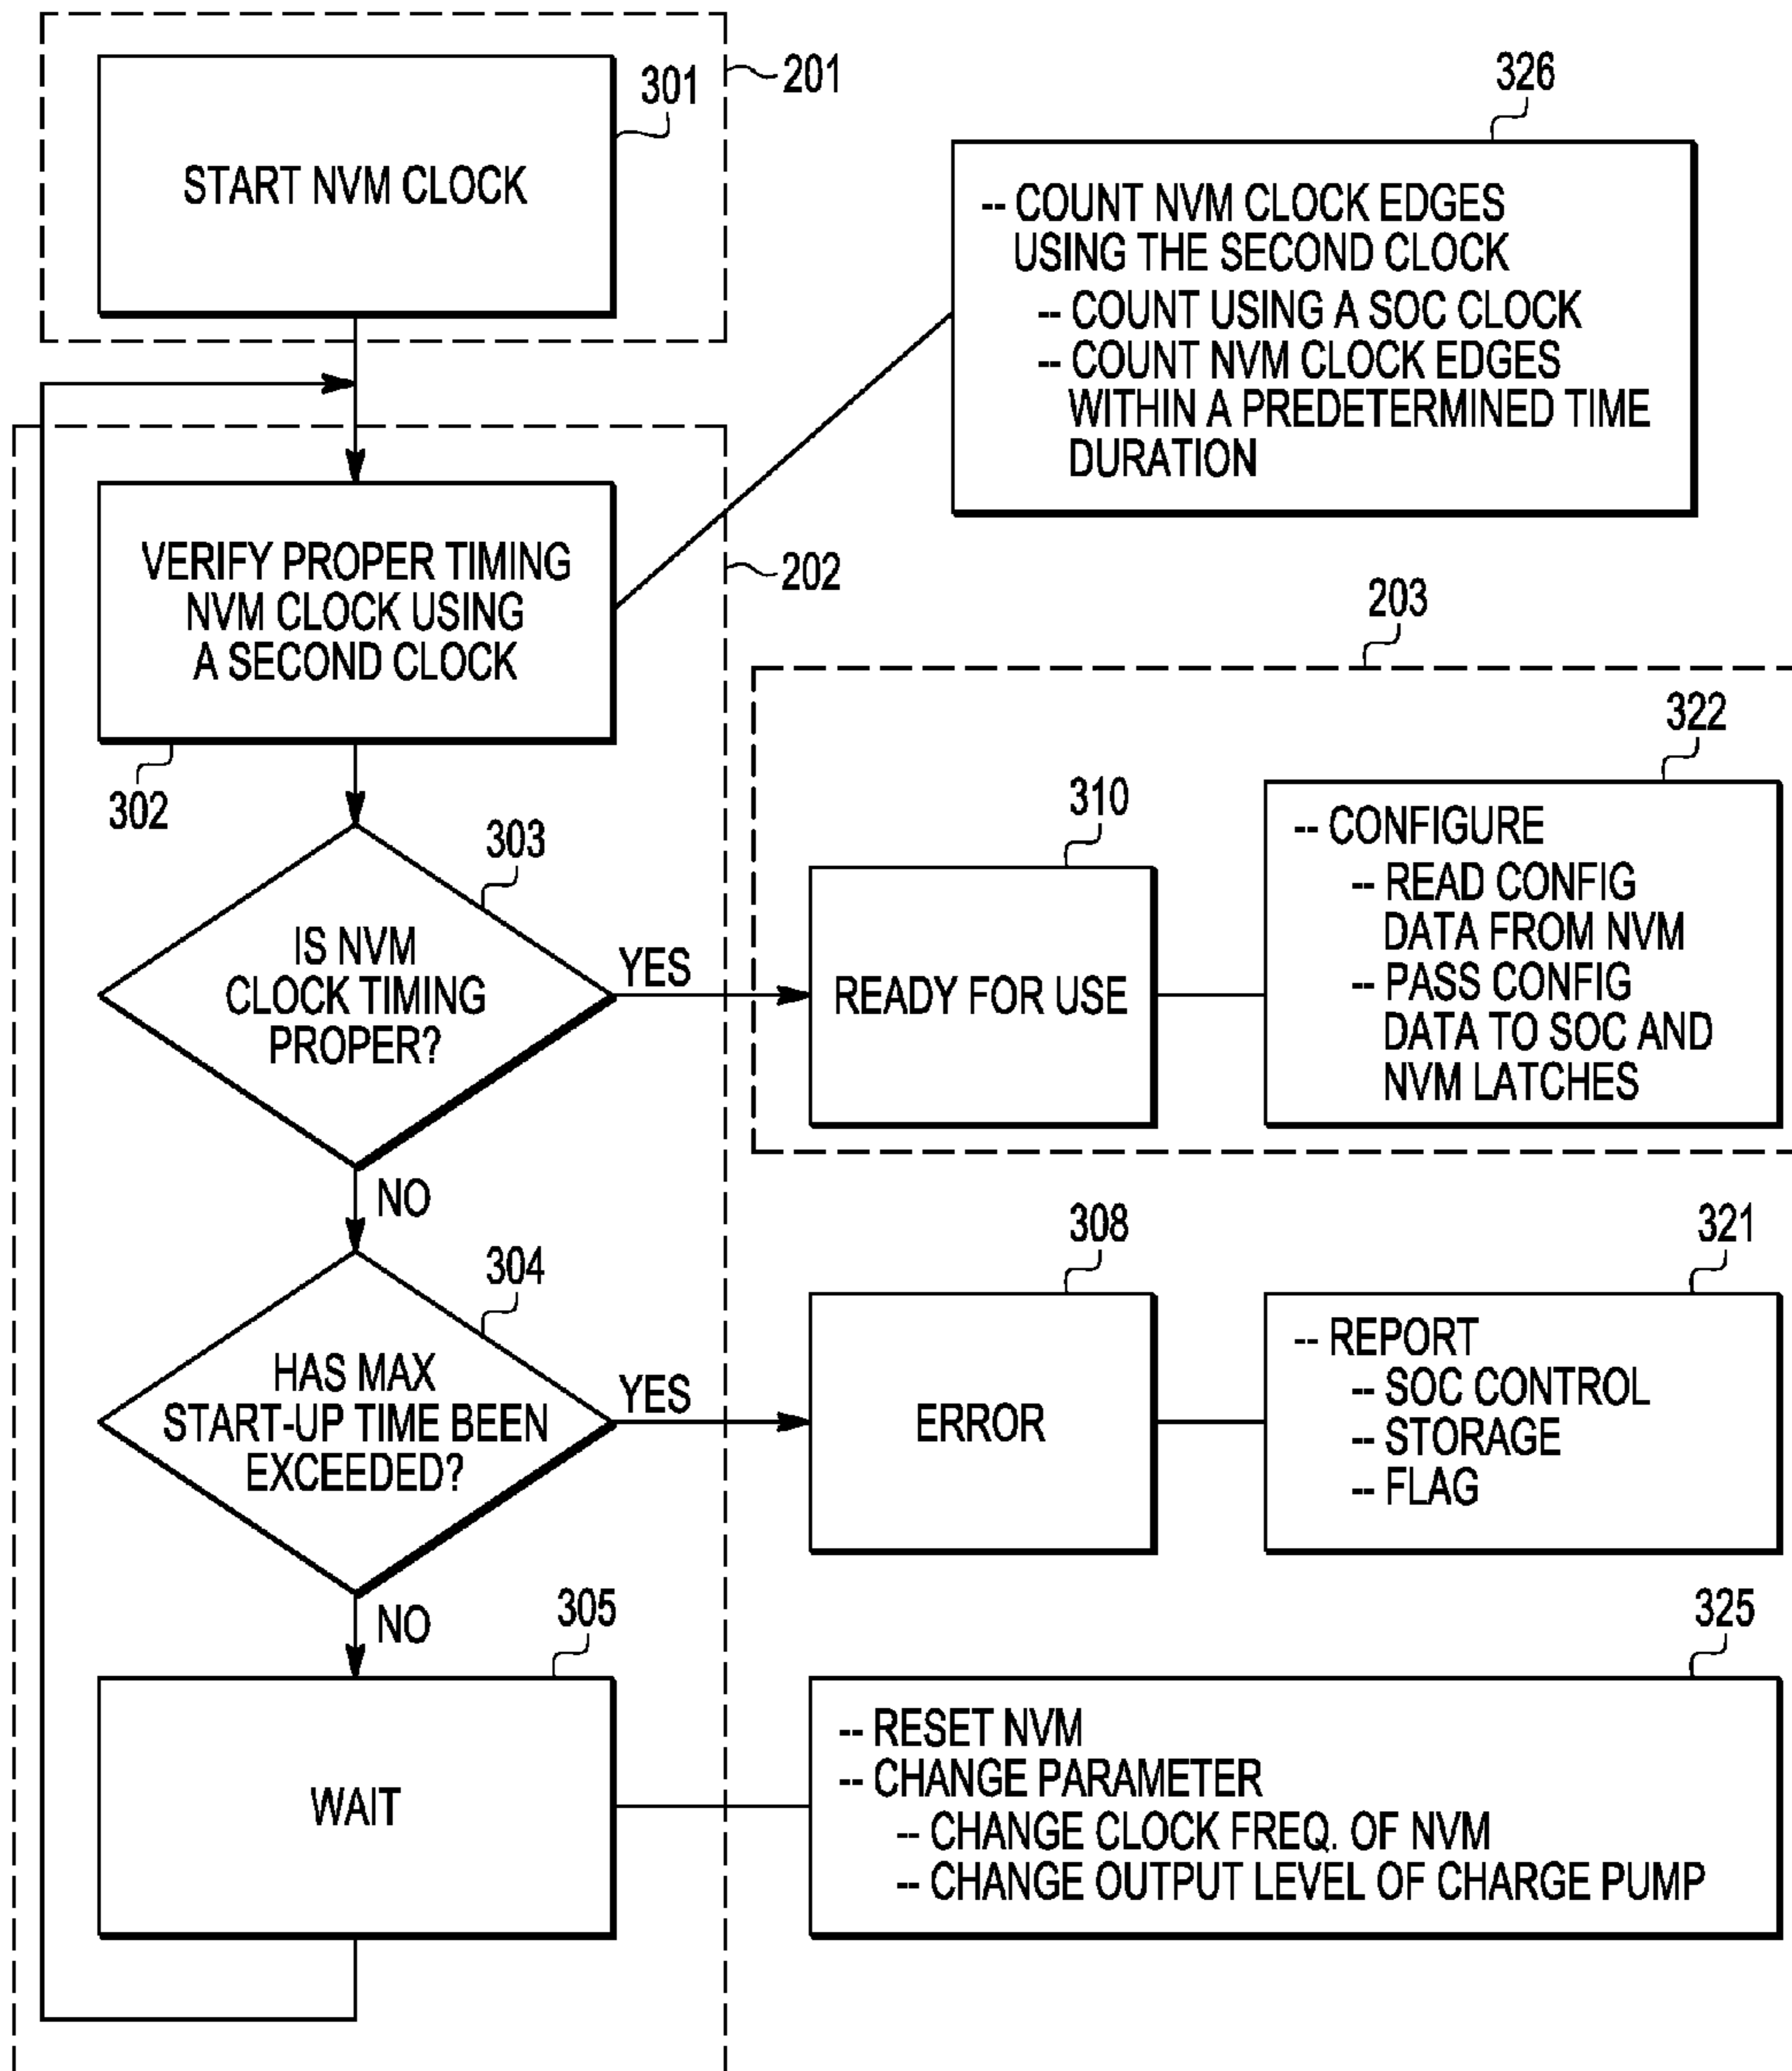 201
301
START NVM CLOCK
326
-- COUNT NVM CLOCK EDGES
USING THE SECOND CLOCK
-- COUNT USING A SOC CLOCK
-- COUNT NVM CLOCK EDGES
WITHIN A PREDETERMINED TIME
DURATION
202
VERIFY PROPER TIMING
NVM CLOCK USING
A SECOND CLOCK
302
203
303
IS NVM
CLOCK TIMING
PROPER?
YES
NO
310
READY FOR USE
322
-- CONFIGURE
-- READ CONFIG
DATA FROM NVM
-- PASS CONFIG
DATA TO SOC AND
NVM LATCHES
304
HAS MAX
START-UP TIME BEEN
EXCEEDED?
YES
NO
308
ERROR
321
-- REPORT
-- SOC CONTROL
-- STORAGE
-- FLAG
305
WAIT
325
-- RESET NVM
-- CHANGE PARAMETER
-- CHANGE CLOCK FREQ. OF NVM
-- CHANGE OUTPUT LEVEL OF CHARGE PUMP